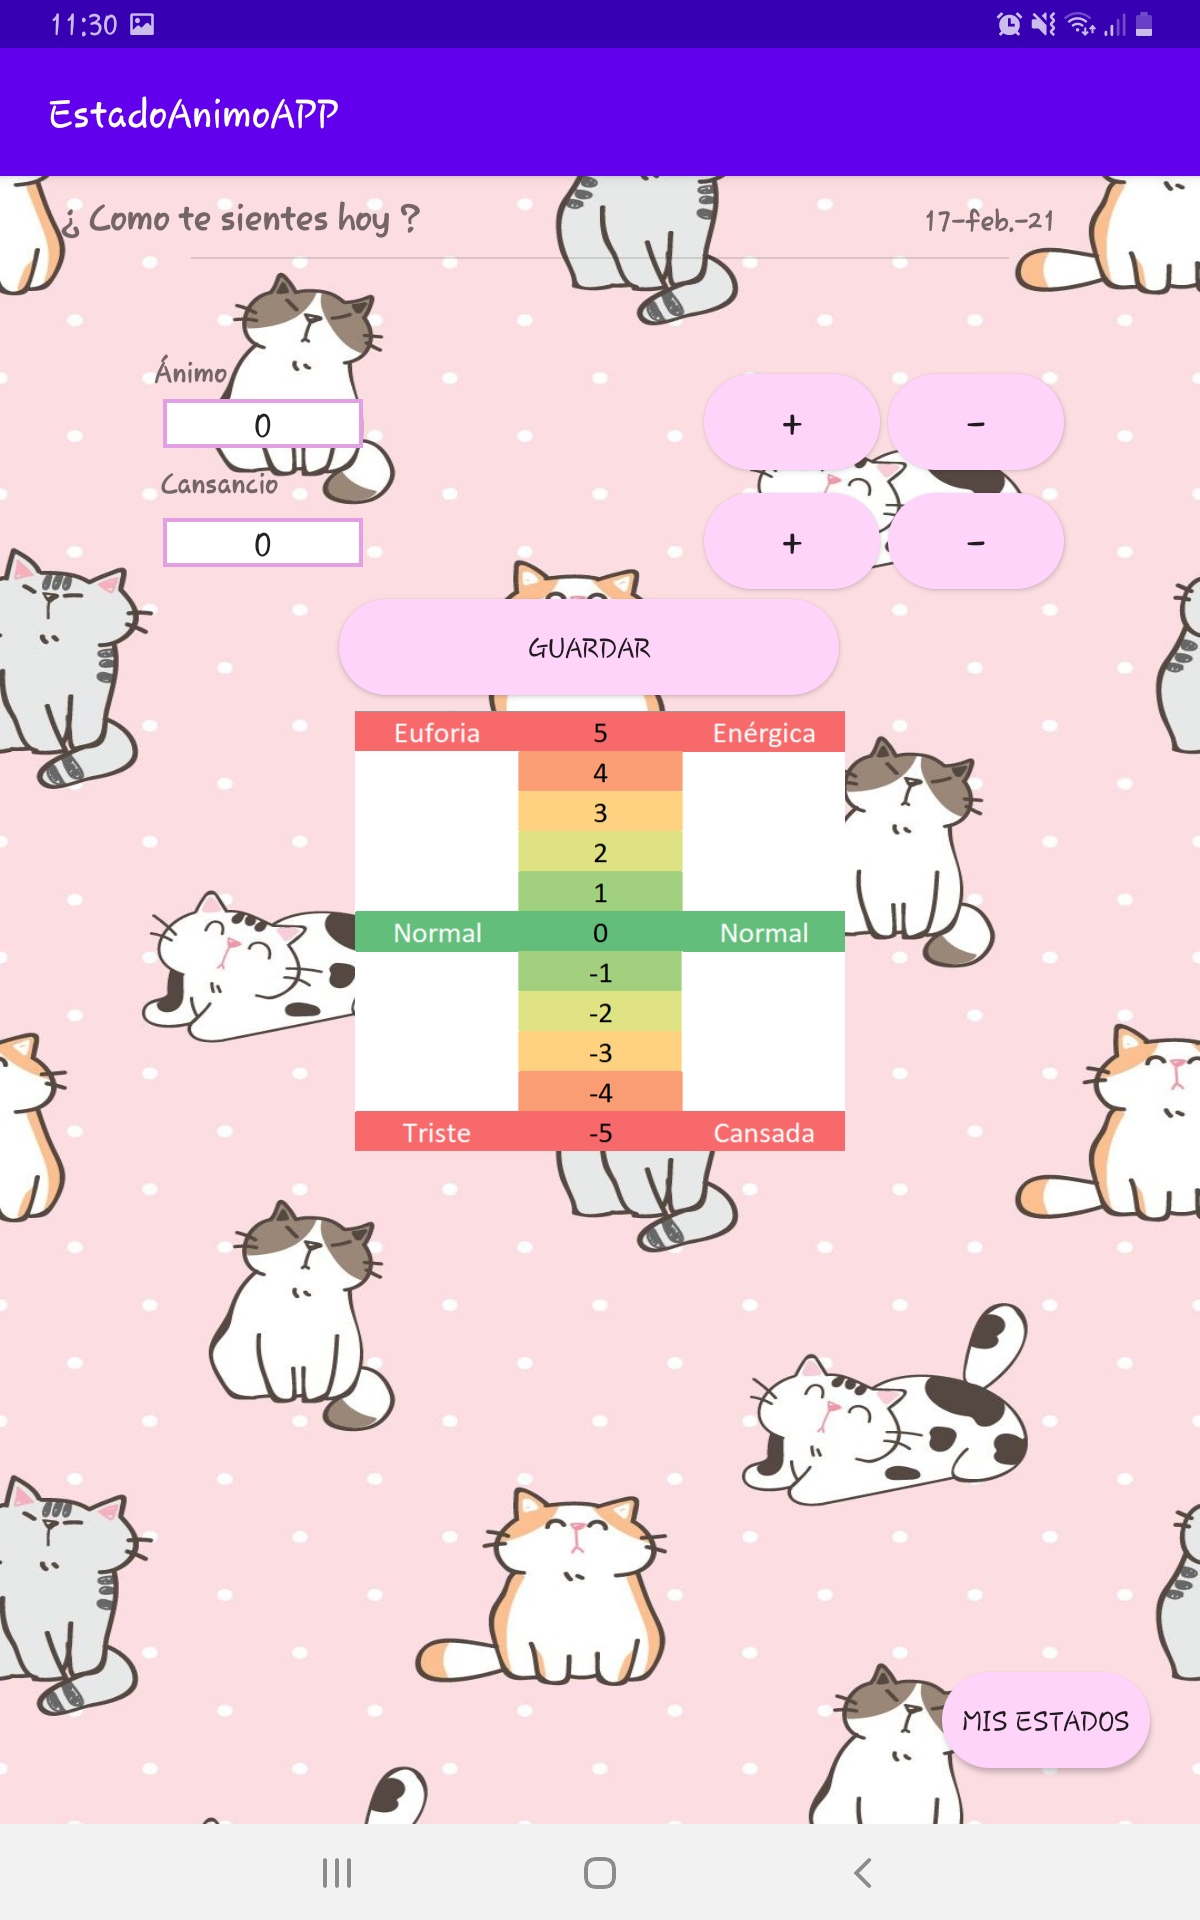 11:30
EstadoAnimoAPP
¿ Como te sientes hoy ? 17-feb.-21
Ánimo
0 + -
Cansancio
0 + -
GUARDAR
Euforia 5 Enérgica
4
3
2
1
Normal 0 Normal
-1
-2
-3
-4
Triste -5 Cansada
MIS ESTADOS